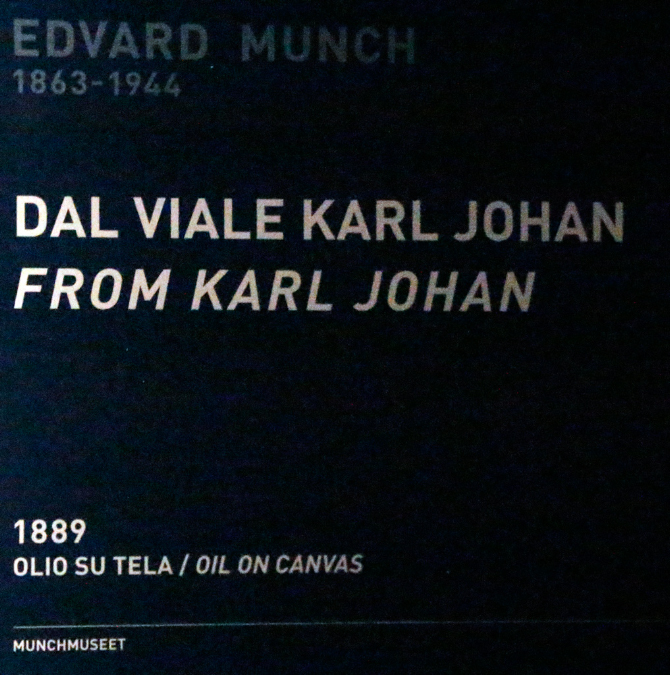 EDVARD MUNCH
1863-1944
DAL VIALE KARL JOHAN
FROM KARL JOHAN
1889
OLIO SU TELA / OIL ON CANVAS
MUNCHMUSEET